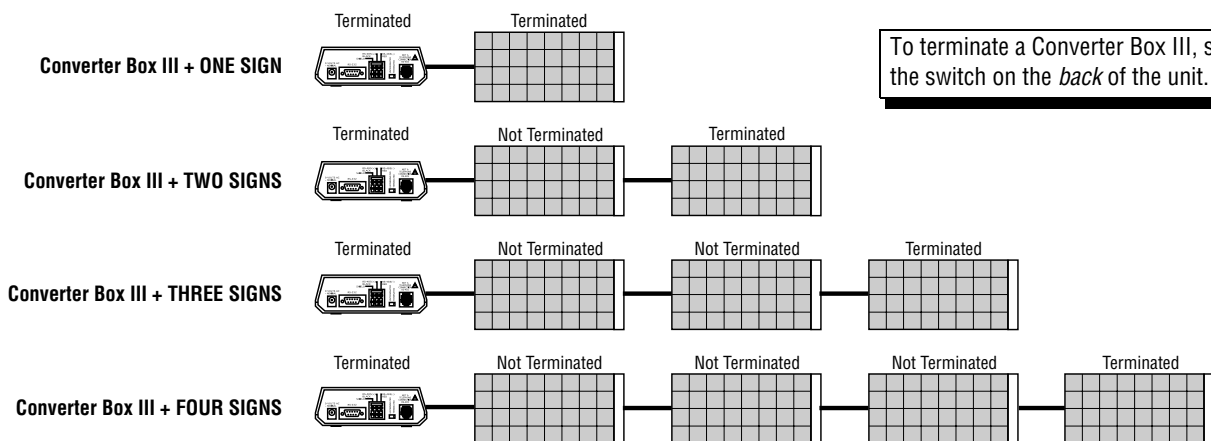 Terminated Terminated
Converter Box III + ONE SIGN
To terminate a Converter Box III, s
the switch on the back of the unit.
Terminated Not Terminated Terminated
Converter Box III + TWO SIGNS
Terminated Not Terminated Not Terminated Terminated
Converter Box III + THREE SIGNS
Terminated Not Terminated Not Terminated Not Terminated Terminated
Converter Box III + FOUR SIGNS